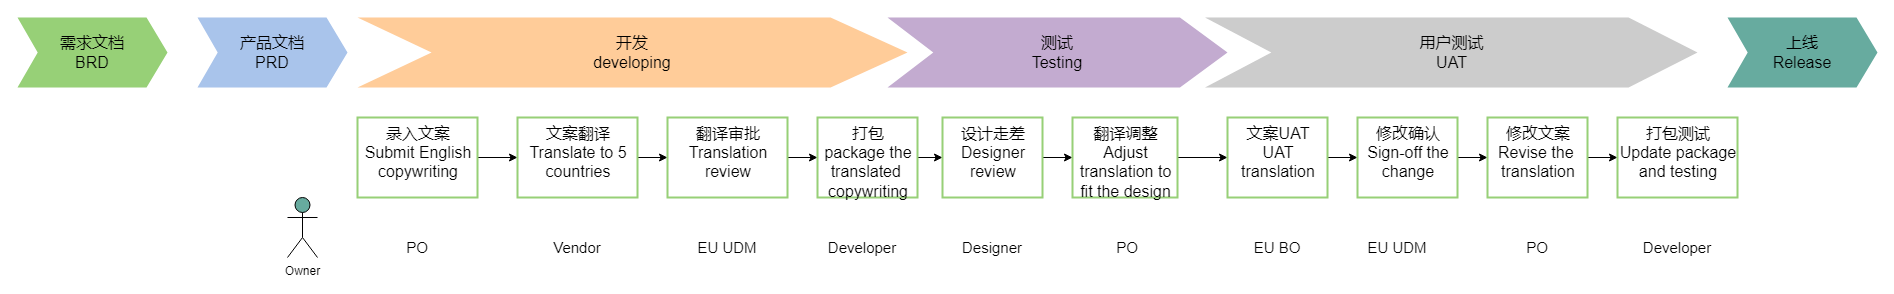 需求文档
BRD
产品文档
PRD
开发
developing
测试
Testing
用户测试
UAT
上线
Release
录入文案
Submit English
copywriting
文案翻译
Translate to 5
countries
翻译审批
Translation
review
打包
package the
translated
copywriting
设计走差
Designer
review
翻译调整
Adjust
translation to
fit the design
文案UAT
UAT
translation
修改确认
Sign-off the
change
修改文案
Revise the
translation
打包测试
Update package
and testing
Owner
PO
Vendor
EU UDM
Developer
Designer
PO
EU BO
EU UDM
PO
Developer